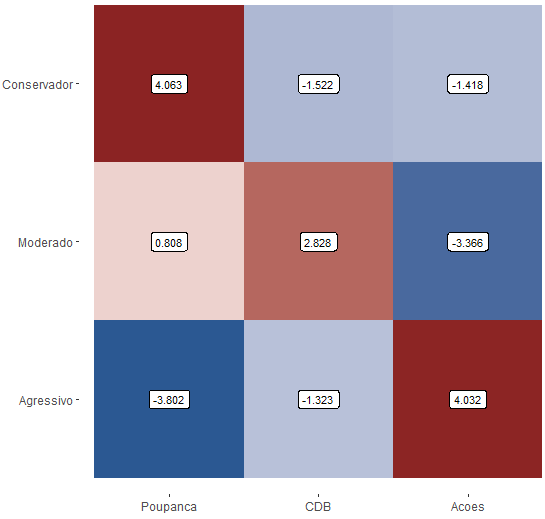 Conservador 4.063 -1.522 -1.418
Moderado 0.808 2.828 -3.366
Agressivo -3.802 -1.323 4.032
Poupanca CDB Acoes